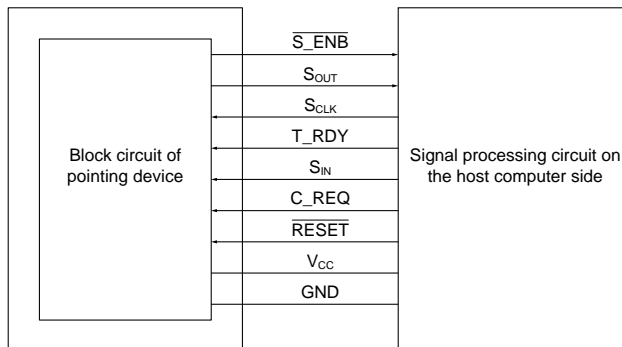 S_ENB
SOUT
SCLK
T_RDY
SIN
C_REQ
RESET
VCC
GND
Block circuit of
pointing device
Signal processing circuit on
the host computer side